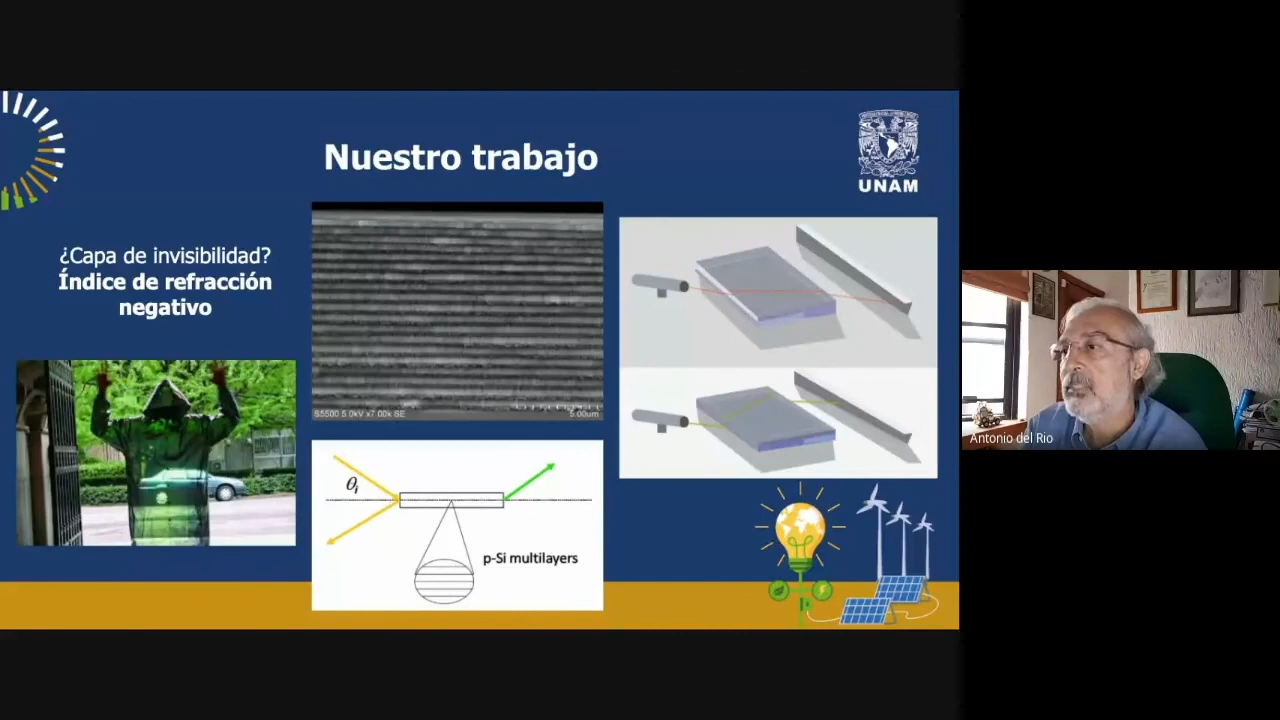 Nuestro trabajo
UNAM
¿Capa de invisibilidad?
Índice de refracción
negativo
S5500 5.0kV x7.00k SE
5.00um
θi
p-Si multilayers
Antonio del Rio